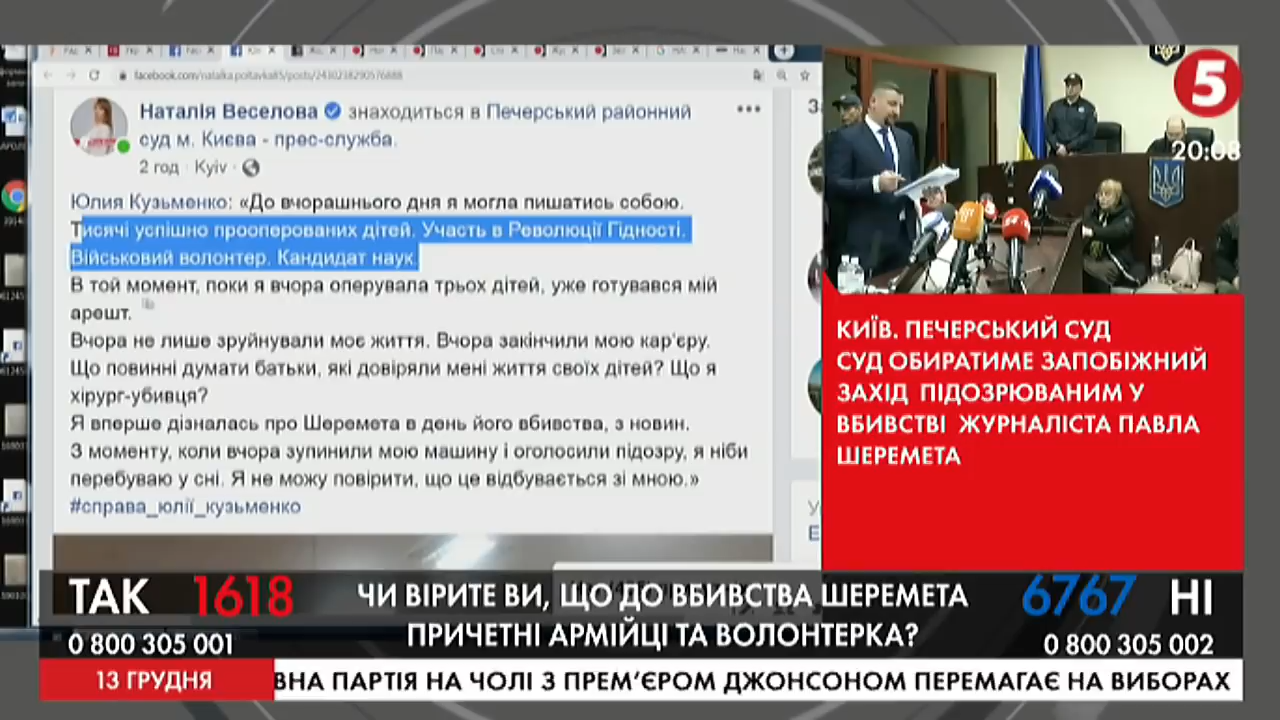 facebook.com/natalka.poltavka85/posts/2430218290576888
Наталія Веселова знаходиться в Печерський районний
суд м. Києва - прес-служба.
2 год · Kyiv ·
Юлия Кузьменко: «До вчорашнього дня я могла пишатись собою.
Тисячі успішно прооперованих дітей. Участь в Революції Гідності.
Військовий волонтер. Кандидат наук.
В той момент, поки я вчора оперувала трьох дітей, уже готувався мій
арешт.
Вчора не лише зруйнували моє життя. Вчора закінчили мою кар'єру.
Що повинні думати батьки, які довіряли мені життя своїх дітей? Що я
хірург-убивця?
Я вперше дізналась про Шеремета в день його вбивства, з новин.
З моменту, коли вчора зупинили мою машину і оголосили підозру, я ніби
перебуваю у сні. Я не можу повірити, що це відбувається зі мною.»
#справа_юлії_кузьменко
5
20:08
КИЇВ. ПЕЧЕРСЬКИЙ СУД
СУД ОБИРАТИМЕ ЗАПОБІЖНИЙ
ЗАХІД ПІДОЗРЮВАНИМ У
ВБИВСТВІ ЖУРНАЛІСТА ПАВЛА
ШЕРЕМЕТА
ТАК 1618
0 800 305 001
ЧИ ВІРИТЕ ВИ, ЩО ДО ВБИВСТВА ШЕРЕМЕТА
ПРИЧЕТНІ АРМІЙЦІ ТА ВОЛОНТЕРКА?
6767 НІ
0 800 305 002
13 ГРУДНЯ
ВНА ПАРТІЯ НА ЧОЛІ З ПРЕМ'ЄРОМ ДЖОНСОНОМ ПЕРЕМАГАЄ НА ВИБОРАХ